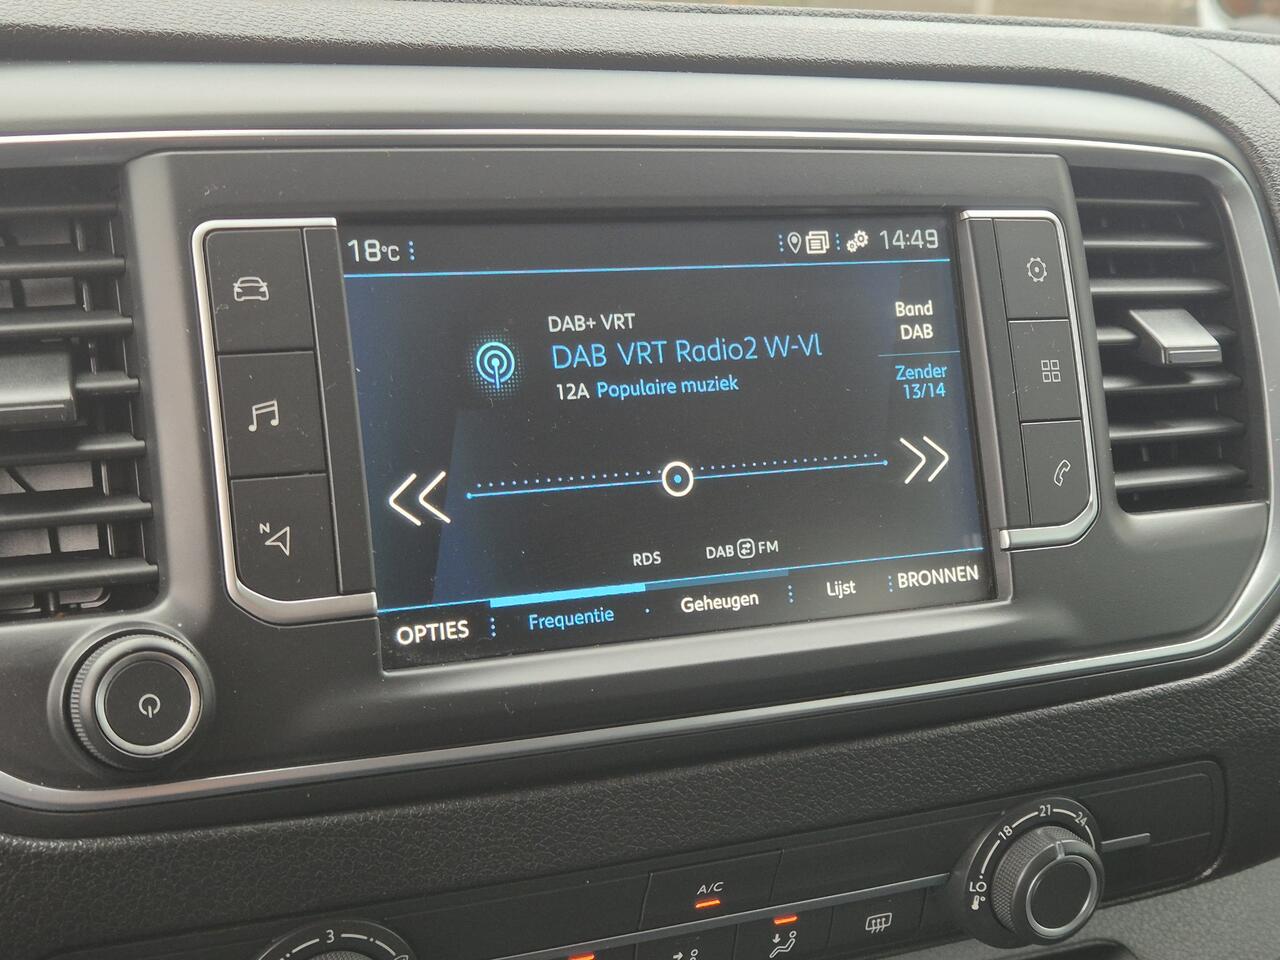 18°C
14:49
DAB+ VRT
DAB VRT Radio2 W-Vl
12A Populaire muziek
Band
DAB
Zender
13/14
RDS
DAB FM
OPTIES
Frequentie
Geheugen
Lijst
BRONNEN
N
A/C
3
LO
18
21
24